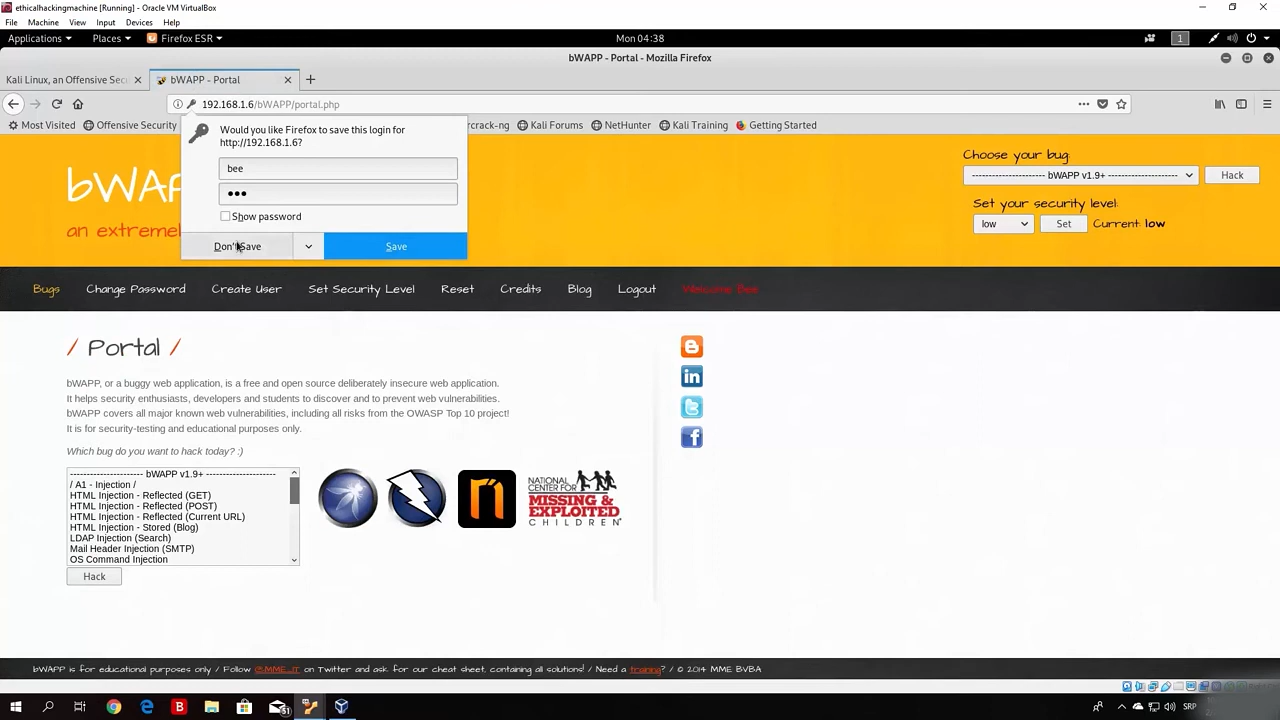 ethicalhackingmachine [Running] - Oracle VM VirtualBox
File Machine View Input Devices Help
Applications Places Firefox ESR Mon 04:38 1
bWAPP - Portal - Mozilla Firefox
Kali Linux, an Offensive Sec bWAPP - Portal
192.168.1.6/bWAPP/portal.php
Most Visited Offensive Security crack-ng Kali Forums NetHunter Kali Training Getting Started
Would you like Firefox to save this login for
http://192.168.1.6?
bee
•••
Show password
Don't Save Save
bWAP
an extremel
Choose your bug:
---------------------- bWAPP v1.9+ ---------------------- Hack
Set your security level:
low Set Current: low
Bugs Change Password Create User Set Security Level Reset Credits Blog Logout Welcome Bee
/ Portal /
bWAPP, or a buggy web application, is a free and open source deliberately insecure web application.
It helps security enthusiasts, developers and students to discover and to prevent web vulnerabilities.
bWAPP covers all major known web vulnerabilities, including all risks from the OWASP Top 10 project!
It is for security-testing and educational purposes only.
Which bug do you want to hack today? :)
---------------------- bWAPP v1.9+ ----------------------
/ A1 - Injection /
HTML Injection - Reflected (GET)
HTML Injection - Reflected (POST)
HTML Injection - Reflected (Current URL)
HTML Injection - Stored (Blog)
LDAP Injection (Search)
Mail Header Injection (SMTP)
OS Command Injection
Hack
NATIONAL
CENTER FOR
MISSING &
EXPLOITED
CHILDREN
bWAPP is for educational purposes only / Follow @MME_IT on Twitter and ask for our cheat sheet, containing all solutions! / Need a training? / © 2014 MME BVBA
SRP